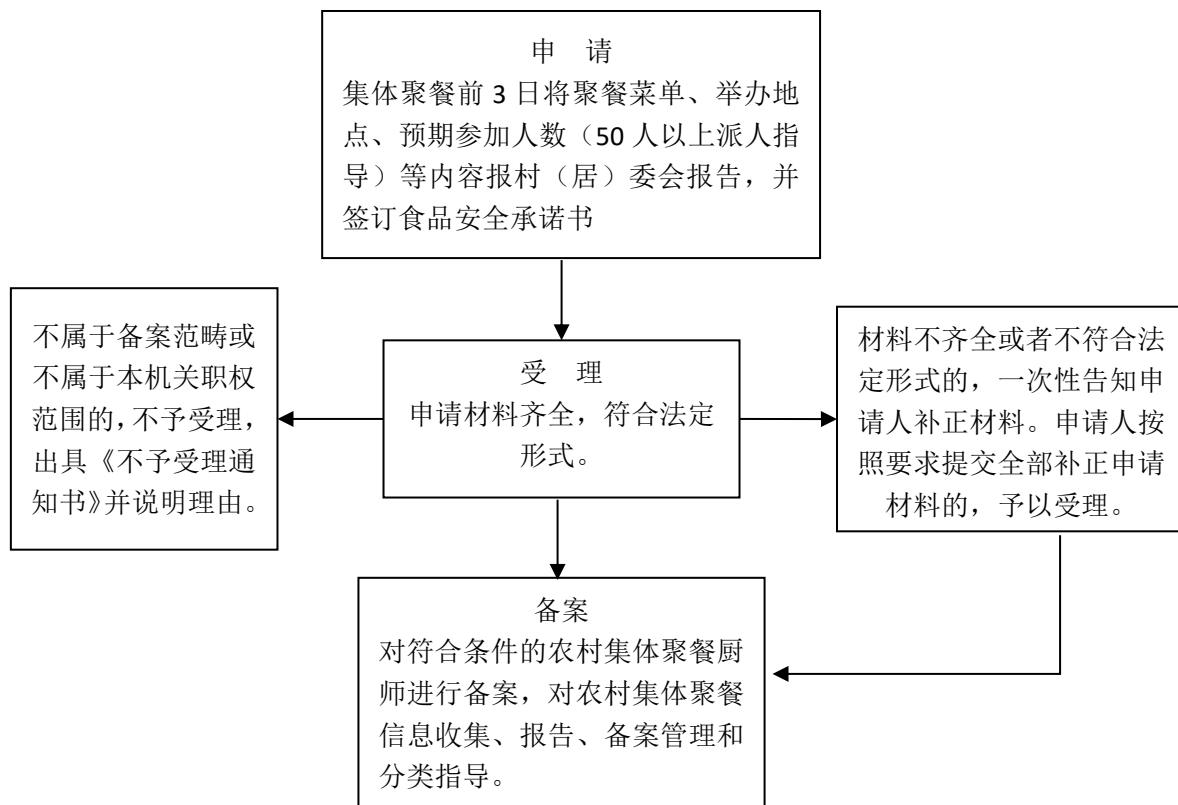 申 请
集体聚餐前 3 日将聚餐菜单、举办地
点、预期参加人数（50 人以上派人指
导）等内容报村（居）委会报告，并
签订食品安全承诺书
不属于备案范畴或
不属于本机关职权
范围的，不予受理，
出具《不予受理通
知书》并说明理由。
受 理
申请材料齐全，符合法定
形式。
材料不齐全或者不符合法
定形式的，一次性告知申
请人补正材料。申请人按
照要求提交全部补正申请
材料的，予以受理。
备案
对符合条件的农村集体聚餐厨
师进行备案，对农村集体聚餐
信息收集、报告、备案管理和
分类指导。